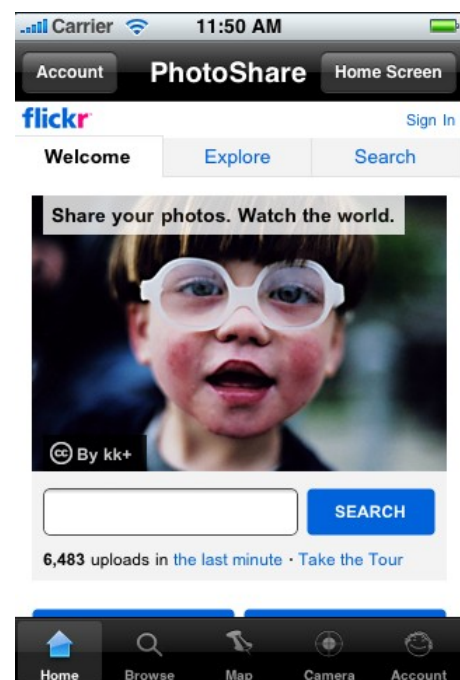 Carrier 11:50 AM
Account PhotoShare Home Screen
flickr Sign In
Welcome Explore Search
Share your photos. Watch the world.
cc By kk+
SEARCH
6,483 uploads in the last minute · Take the Tour
Home Browse Map Camera Account